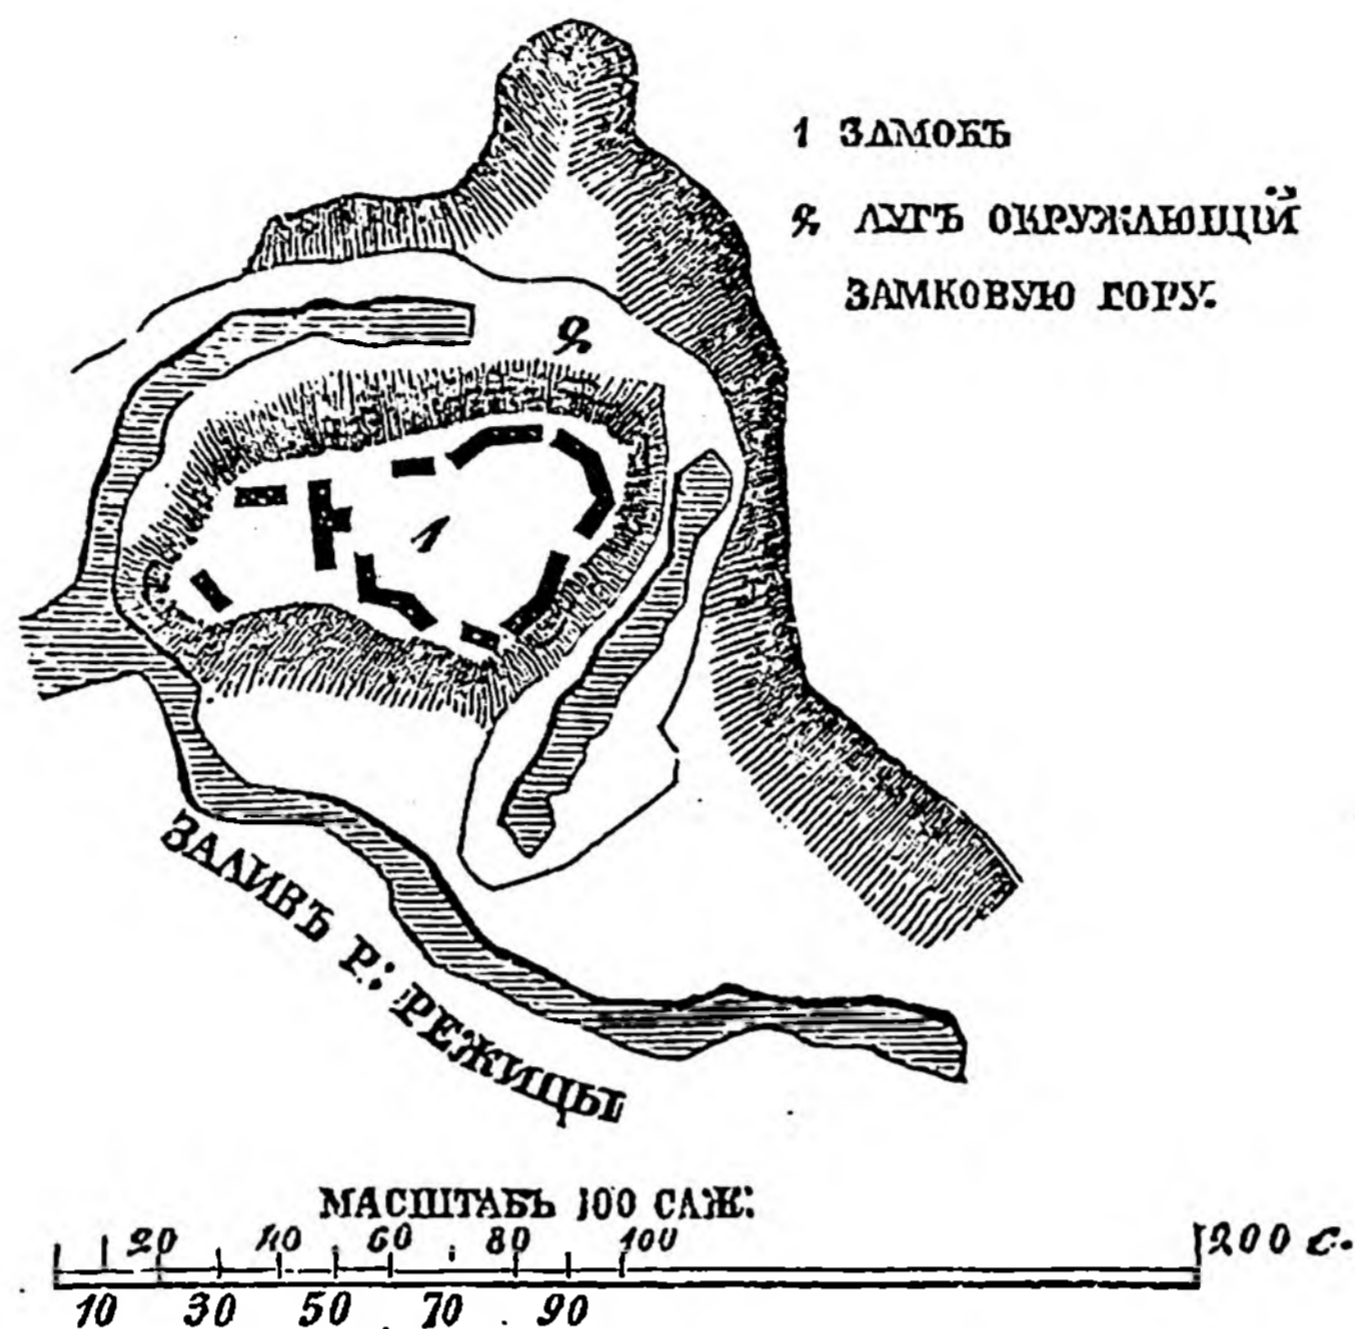 1 ЗАМОКЪ
2 ЛУГЪ ОКРУЖАЮЩІЙ
ЗАМКОВУЮ ГОРУ.
2
1
ЗАЛИВЪ Р: РЕЖИЦЫ
МАСШТАБЪ 100 САЖ:
20 40 60 80 100 200 с.
10 30 50 70 90